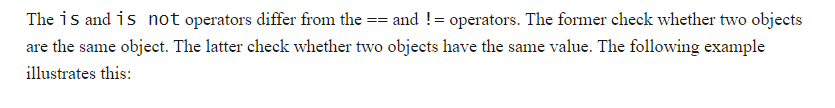 The is and is not operators differ from the == and != operators. The former check whether two objects
are the same object. The latter check whether two objects have the same value. The following example
illustrates this: